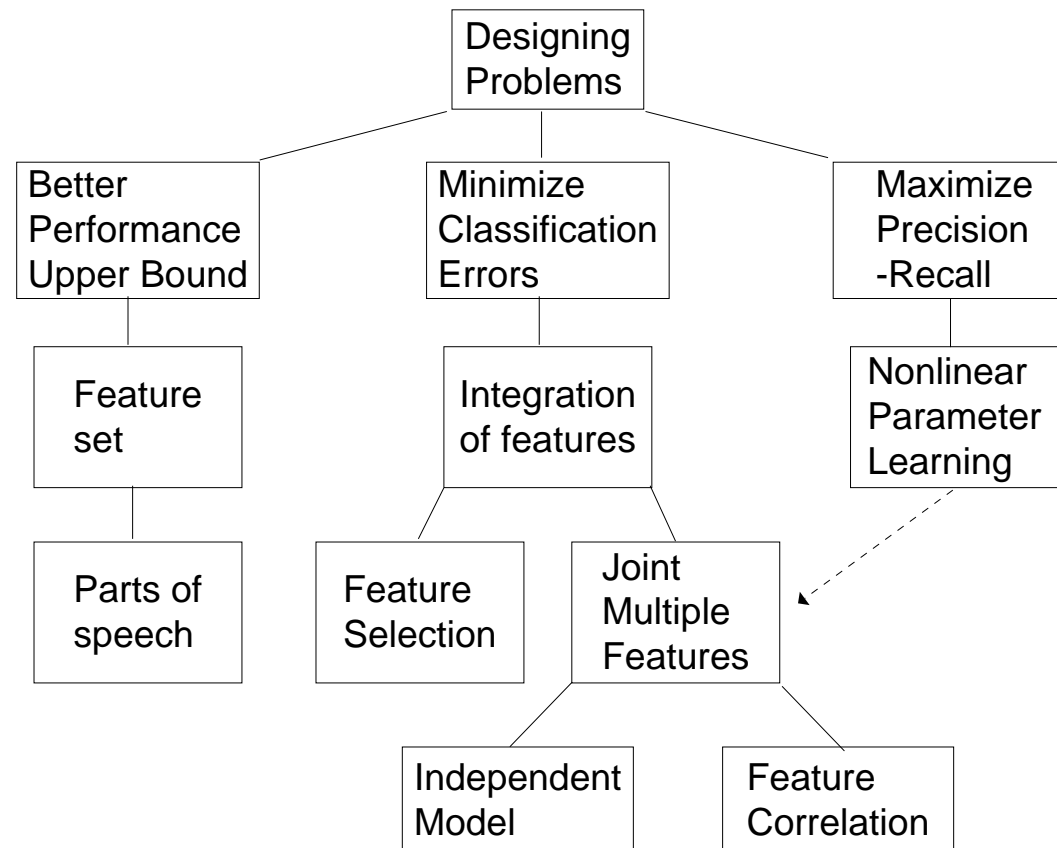 Designing
Problems
Better
Performance
Upper Bound
Minimize
Classification
Errors
Maximize
Precision
-Recall
Feature
set
Integration
of features
Nonlinear
Parameter
Learning
Parts of
speech
Feature
Selection
Joint
Multiple
Features
Independent
Model
Feature
Correlation